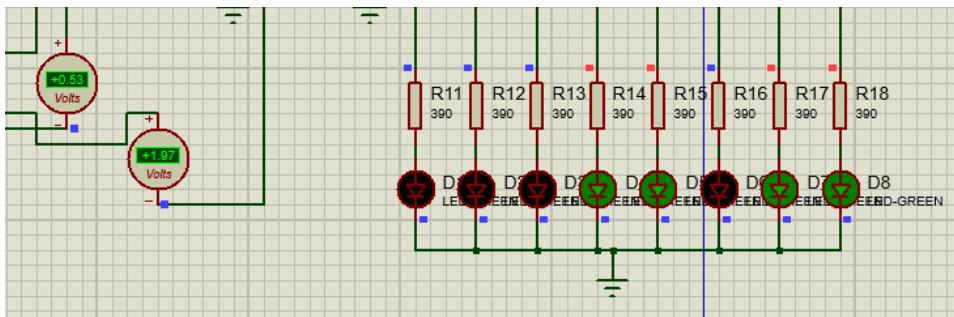 +0.53
Volts
+1.97
Volts
R11
390
R12
390
R13
390
R14
390
R15
390
R16
390
R17
390
R18
390
D8
LED-GREEN